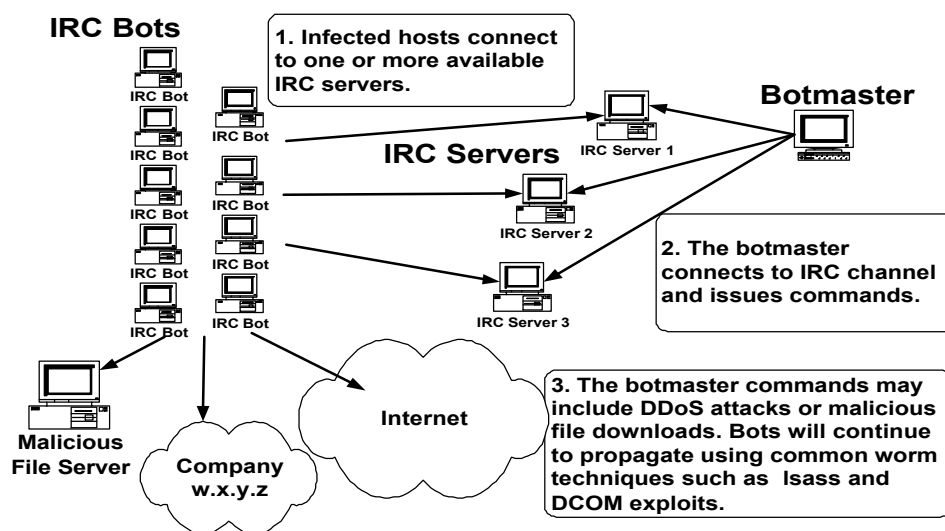 IRC Bots
1. Infected hosts connect
to one or more available
IRC servers.
IRC Bot
IRC Bot
IRC Bot
IRC Bot
IRC Bot
IRC Bot
IRC Bot
IRC Bot
IRC Bot
IRC Servers
IRC Server 1
IRC Server 2
IRC Server 3
Botmaster
2. The botmaster
connects to IRC channel
and issues commands.
Malicious
File Server
Company
w.x.y.z
Internet
3. The botmaster commands may
include DDoS attacks or malicious
file downloads. Bots will continue
to propagate using common worm
techniques such as lsass and
DCOM exploits.